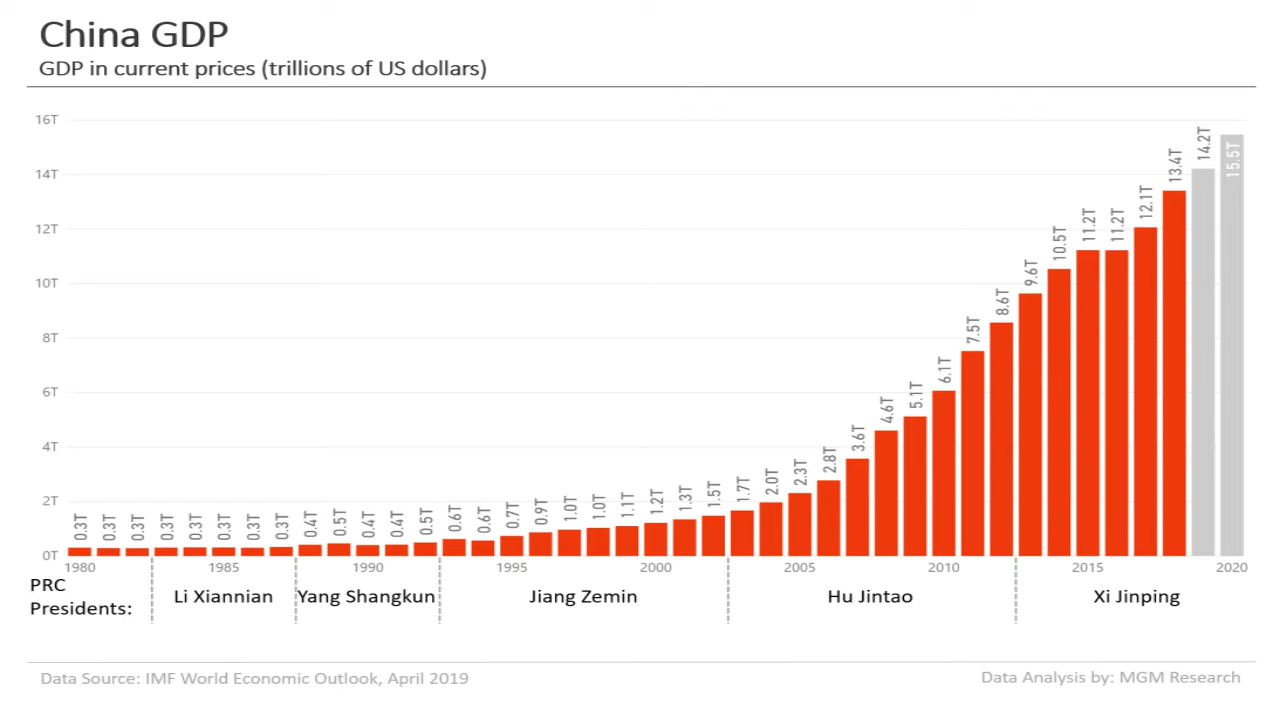 China GDP
GDP in current prices (trillions of US dollars)
16T
14T
12T
10T
8T
6T
4T
2T
0T
0.3T 0.3T 0.3T 0.3T 0.3T 0.3T 0.3T 0.3T 0.4T 0.5T 0.4T 0.4T 0.5T 0.6T 0.6T 0.7T 0.9T 1.0T 1.0T 1.1T 1.2T 1.3T 1.5T 1.7T 2.0T 2.3T 2.8T 3.6T 4.6T 5.1T 6.1T 7.5T 8.6T 9.6T 10.5T 11.2T 11.2T 12.1T 13.4T 14.2T 15.5T
1980 1985 1990 1995 2000 2005 2010 2015 2020
PRC
Presidents:
Li Xiannian Yang Shangkun Jiang Zemin Hu Jintao Xi Jinping
Data Source: IMF World Economic Outlook, April 2019
Data Analysis by: MGM Research